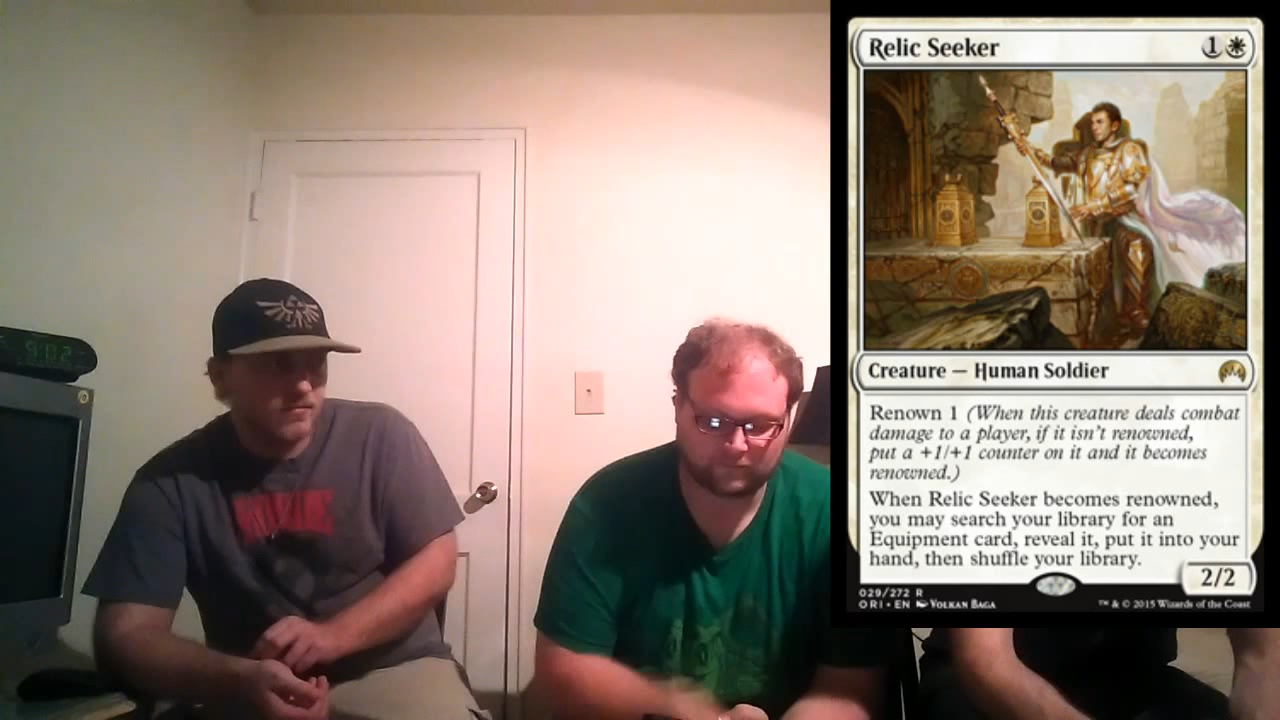 9:02
Relic Seeker 1
Creature — Human Soldier
Renown 1 (When this creature deals combat
damage to a player, if it isn't renowned,
put a +1/+1 counter on it and it becomes
renowned.)
When Relic Seeker becomes renowned,
you may search your library for an
Equipment card, reveal it, put it into your
hand, then shuffle your library.
2/2
029/272 R
ORI • EN VOLKAN BAGA
™ & © 2015 Wizards of the Coast